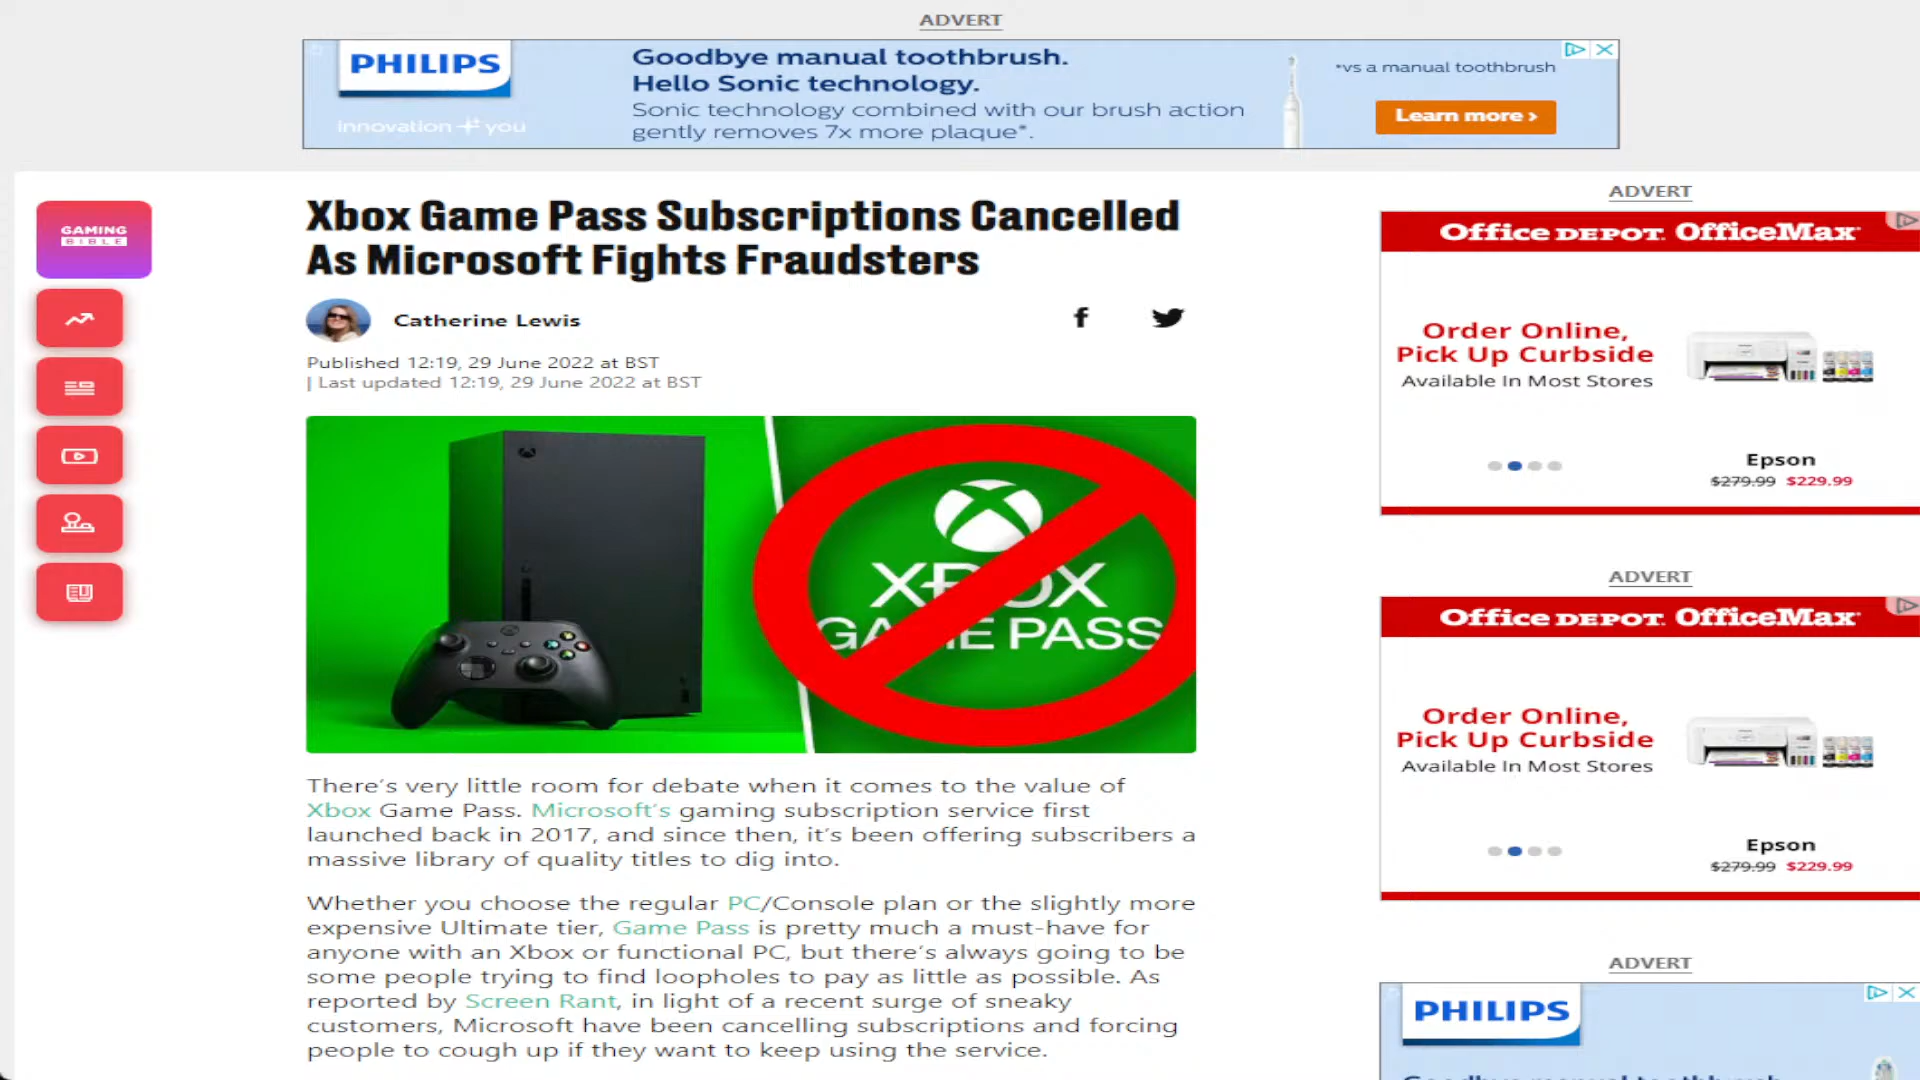 ADVERT
PHILIPS
innovation + you
Goodbye manual toothbrush.
Hello Sonic technology.
Sonic technology combined with our brush action
gently removes 7x more plaque*.
*vs a manual toothbrush
Learn more ›
GAMING
BIBLE
Xbox Game Pass Subscriptions Cancelled
As Microsoft Fights Fraudsters
Catherine Lewis
Published 12:19, 29 June 2022 at BST
| Last updated 12:19, 29 June 2022 at BST
XBOX
GAME PASS
There's very little room for debate when it comes to the value of
Xbox Game Pass. Microsoft's gaming subscription service first
launched back in 2017, and since then, it's been offering subscribers a
massive library of quality titles to dig into.
Whether you choose the regular PC/Console plan or the slightly more
expensive Ultimate tier, Game Pass is pretty much a must-have for
anyone with an Xbox or functional PC, but there's always going to be
some people trying to find loopholes to pay as little as possible. As
reported by Screen Rant, in light of a recent surge of sneaky
customers, Microsoft have been cancelling subscriptions and forcing
people to cough up if they want to keep using the service.
ADVERT
Office DEPOT. OfficeMax
Order Online,
Pick Up Curbside
Available In Most Stores
Epson
$279.99 $229.99
ADVERT
Office DEPOT. OfficeMax
Order Online,
Pick Up Curbside
Available In Most Stores
Epson
$279.99 $229.99
ADVERT
PHILIPS
Goodbye manual toothbrush.